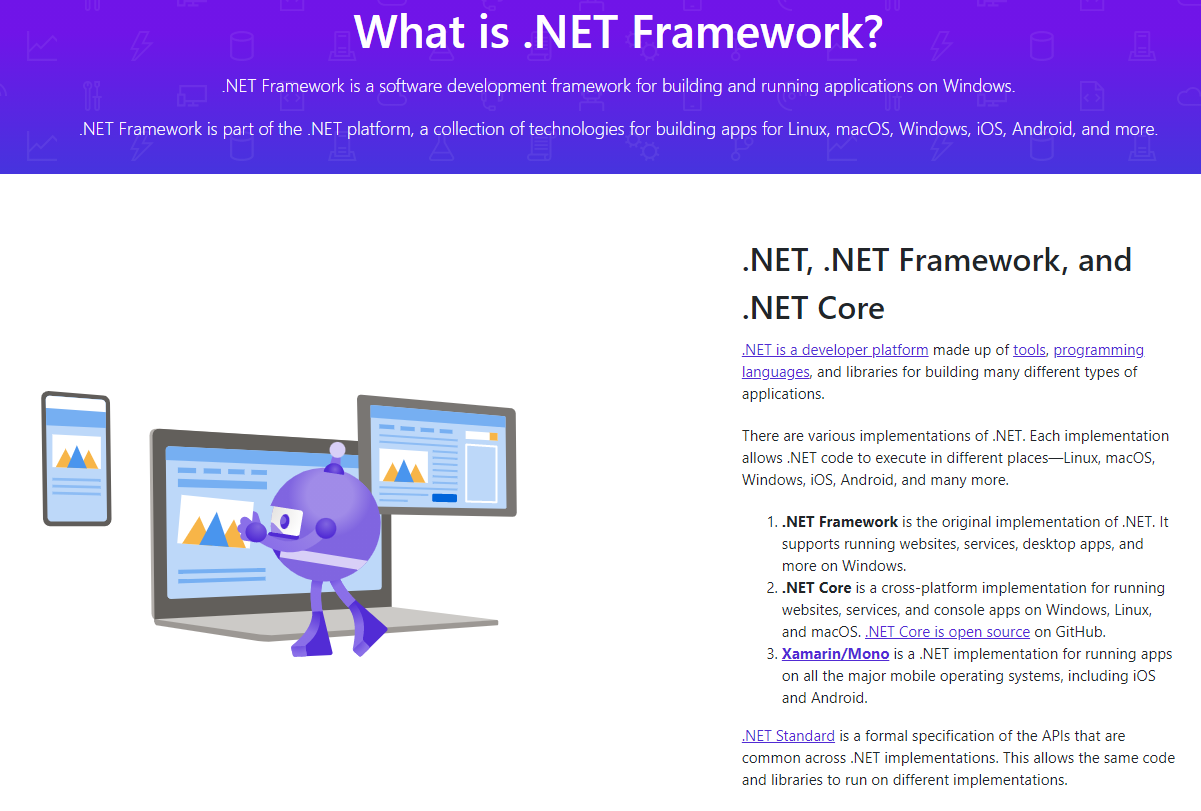 What is .NET Framework?
.NET Framework is a software development framework for building and running applications on Windows.
.NET Framework is part of the .NET platform, a collection of technologies for building apps for Linux, macOS, Windows, iOS, Android, and more.
.NET, .NET Framework, and
.NET Core
.NET is a developer platform made up of tools, programming
languages, and libraries for building many different types of
applications.
There are various implementations of .NET. Each implementation
allows .NET code to execute in different places—Linux, macOS,
Windows, iOS, Android, and many more.
1. .NET Framework is the original implementation of .NET. It
supports running websites, services, desktop apps, and
more on Windows.
2. .NET Core is a cross-platform implementation for running
websites, services, and console apps on Windows, Linux,
and macOS. .NET Core is open source on GitHub.
3. Xamarin/Mono is a .NET implementation for running apps
on all the major mobile operating systems, including iOS
and Android.
.NET Standard is a formal specification of the APIs that are
common across .NET implementations. This allows the same code
and libraries to run on different implementations.